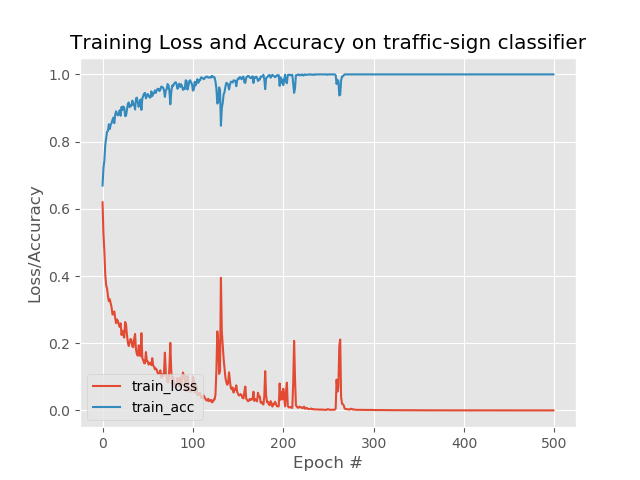 Training Loss and Accuracy on traffic-sign classifier
1.0
0.8
0.6
0.4
0.2
0.0
Loss/Accuracy
train_loss
train_acc
0 100 200 300 400 500
Epoch #